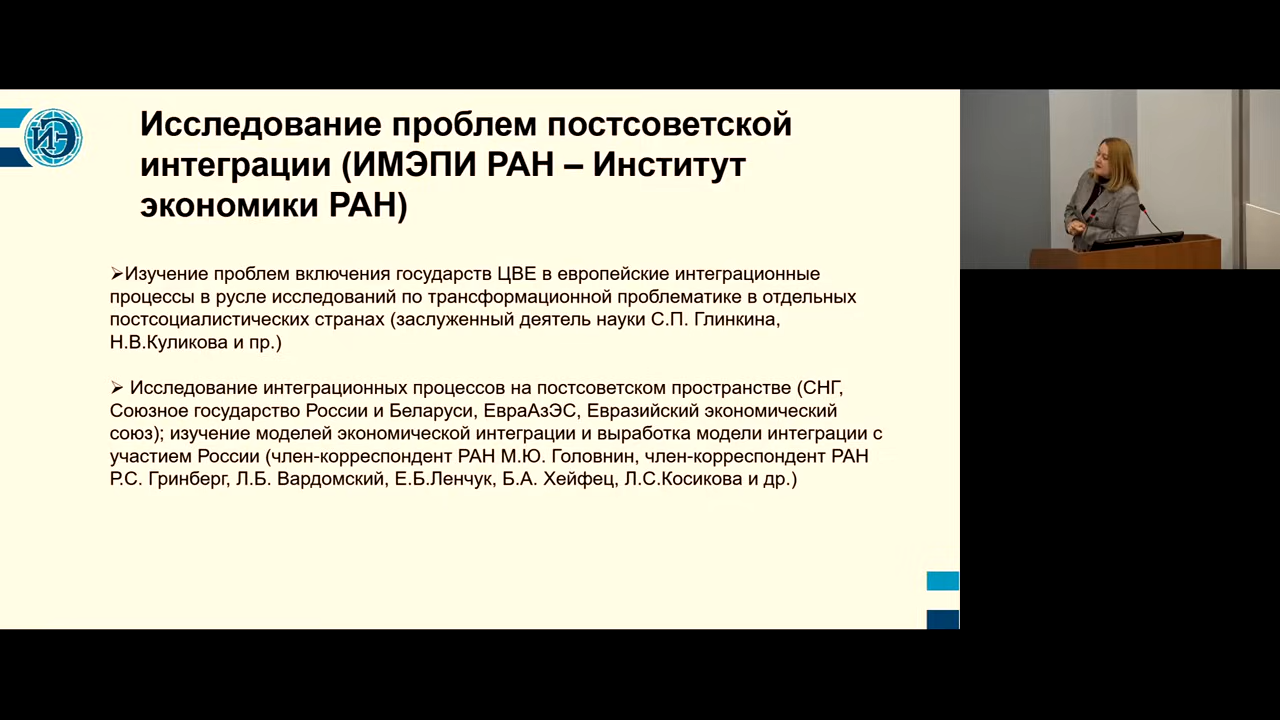 ИЭ
Исследование проблем постсоветской
интеграции (ИМЭПИ РАН – Институт
экономики РАН)
➢Изучение проблем включения государств ЦВЕ в европейские интеграционные
процессы в русле исследований по трансформационной проблематике в отдельных
постсоциалистических странах (заслуженный деятель науки С.П. Глинкина,
Н.В.Куликова и пр.)
➢ Исследование интеграционных процессов на постсоветском пространстве (СНГ,
Союзное государство России и Беларуси, ЕвраАзЭС, Евразийский экономический
союз); изучение моделей экономической интеграции и выработка модели интеграции с
участием России (член-корреспондент РАН М.Ю. Головнин, член-корреспондент РАН
Р.С. Гринберг, Л.Б. Вардомский, Е.Б.Ленчук, Б.А. Хейфец, Л.С.Косикова и др.)